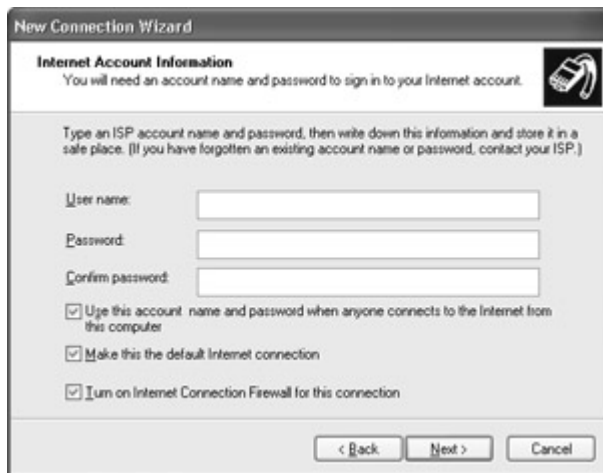 New Connection Wizard
Internet Account Information
You will need an account name and password to sign in to your Internet account.
Type an ISP account name and password, then write down this information and store it in a
safe place. (If you have forgotten an existing account name or password, contact your ISP.)
User name:
Password:
Confirm password:
Use this account name and password when anyone connects to the Internet from
this computer
Make this the default Internet connection
Turn on Internet Connection Firewall for this connection
< Back
Next >
Cancel